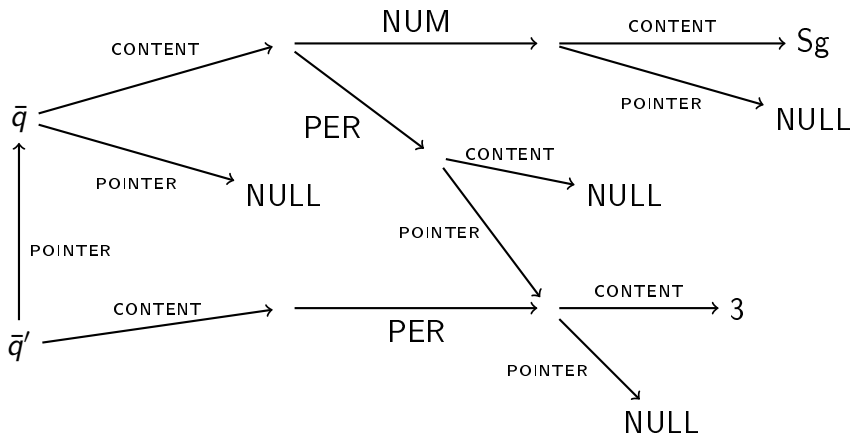 NUM
CONTENT
CONTENT
Sg
q̄
POINTER
NULL
PER
CONTENT
POINTER
NULL
NULL
POINTER
POINTER
CONTENT
CONTENT
3
q̄′
PER
POINTER
NULL